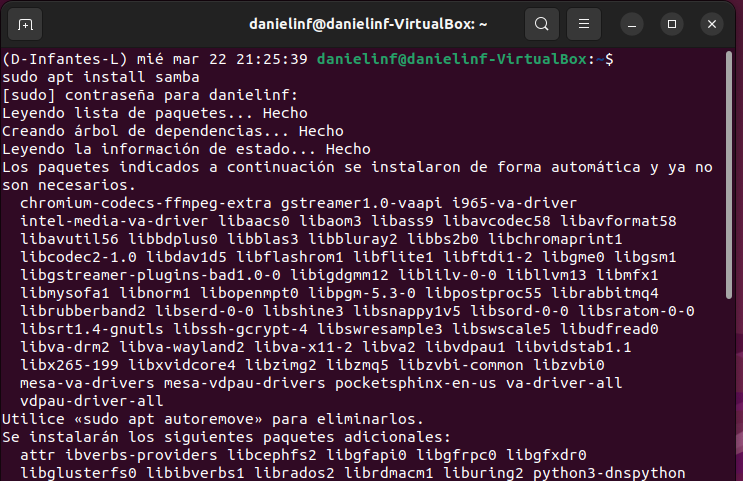 danielinf@danielinf-VirtualBox: ~
(D-Infantes-L) mié mar 22 21:25:39 danielinf@danielinf-VirtualBox:~$
sudo apt install samba
[sudo] contraseña para danielinf:
Leyendo lista de paquetes... Hecho
Creando árbol de dependencias... Hecho
Leyendo la información de estado... Hecho
Los paquetes indicados a continuación se instalaron de forma automática y ya no
son necesarios.
chromium-codecs-ffmpeg-extra gstreamer1.0-vaapi i965-va-driver
intel-media-va-driver libaacs0 libaom3 libass9 libavcodec58 libavformat58
libavutil56 libbdplus0 libblas3 libbluray2 libbs2b0 libchromaprint1
libcodec2-1.0 libdav1d5 libflashrom1 libflite1 libftdi1-2 libgme0 libgsm1
libgstreamer-plugins-bad1.0-0 libigdgmm12 liblilv-0-0 libllvm13 libmfx1
libmysofa1 libnorm1 libopenmpt0 libpgm-5.3-0 libpostproc55 librabbitmq4
librubberband2 libserd-0-0 libshine3 libsnappy1v5 libsord-0-0 libsratom-0-0
libsrt1.4-gnutls libssh-gcrypt-4 libswresample3 libswscale5 libudfread0
libva-drm2 libva-wayland2 libva-x11-2 libva2 libvdpau1 libvidstab1.1
libx265-199 libxvidcore4 libzimg2 libzmq5 libzvbi-common libzvbi0
mesa-va-drivers mesa-vdpau-drivers pocketsphinx-en-us va-driver-all
vdpau-driver-all
Utilice «sudo apt autoremove» para eliminarlos.
Se instalarán los siguientes paquetes adicionales:
attr ibverbs-providers libcephfs2 libgfapi0 libgfrpc0 libgfxdr0
libglusterfs0 libibverbs1 librados2 librdmacm1 liburing2 python3-dnspython